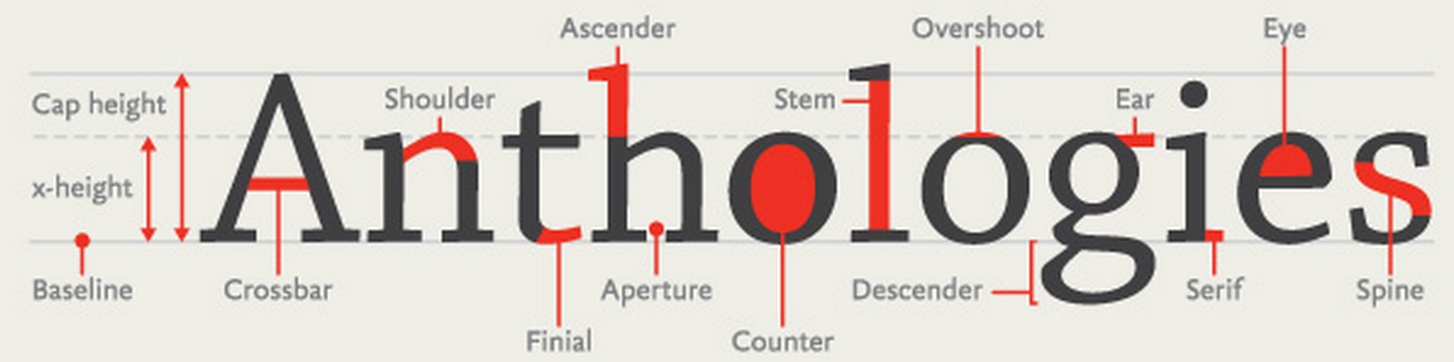 Ascender
Overshoot
Eye
Cap height
Shoulder
Stem
Ear
x-height
Anthologies
Baseline
Crossbar
Aperture
Descender
Serif
Spine
Finial
Counter